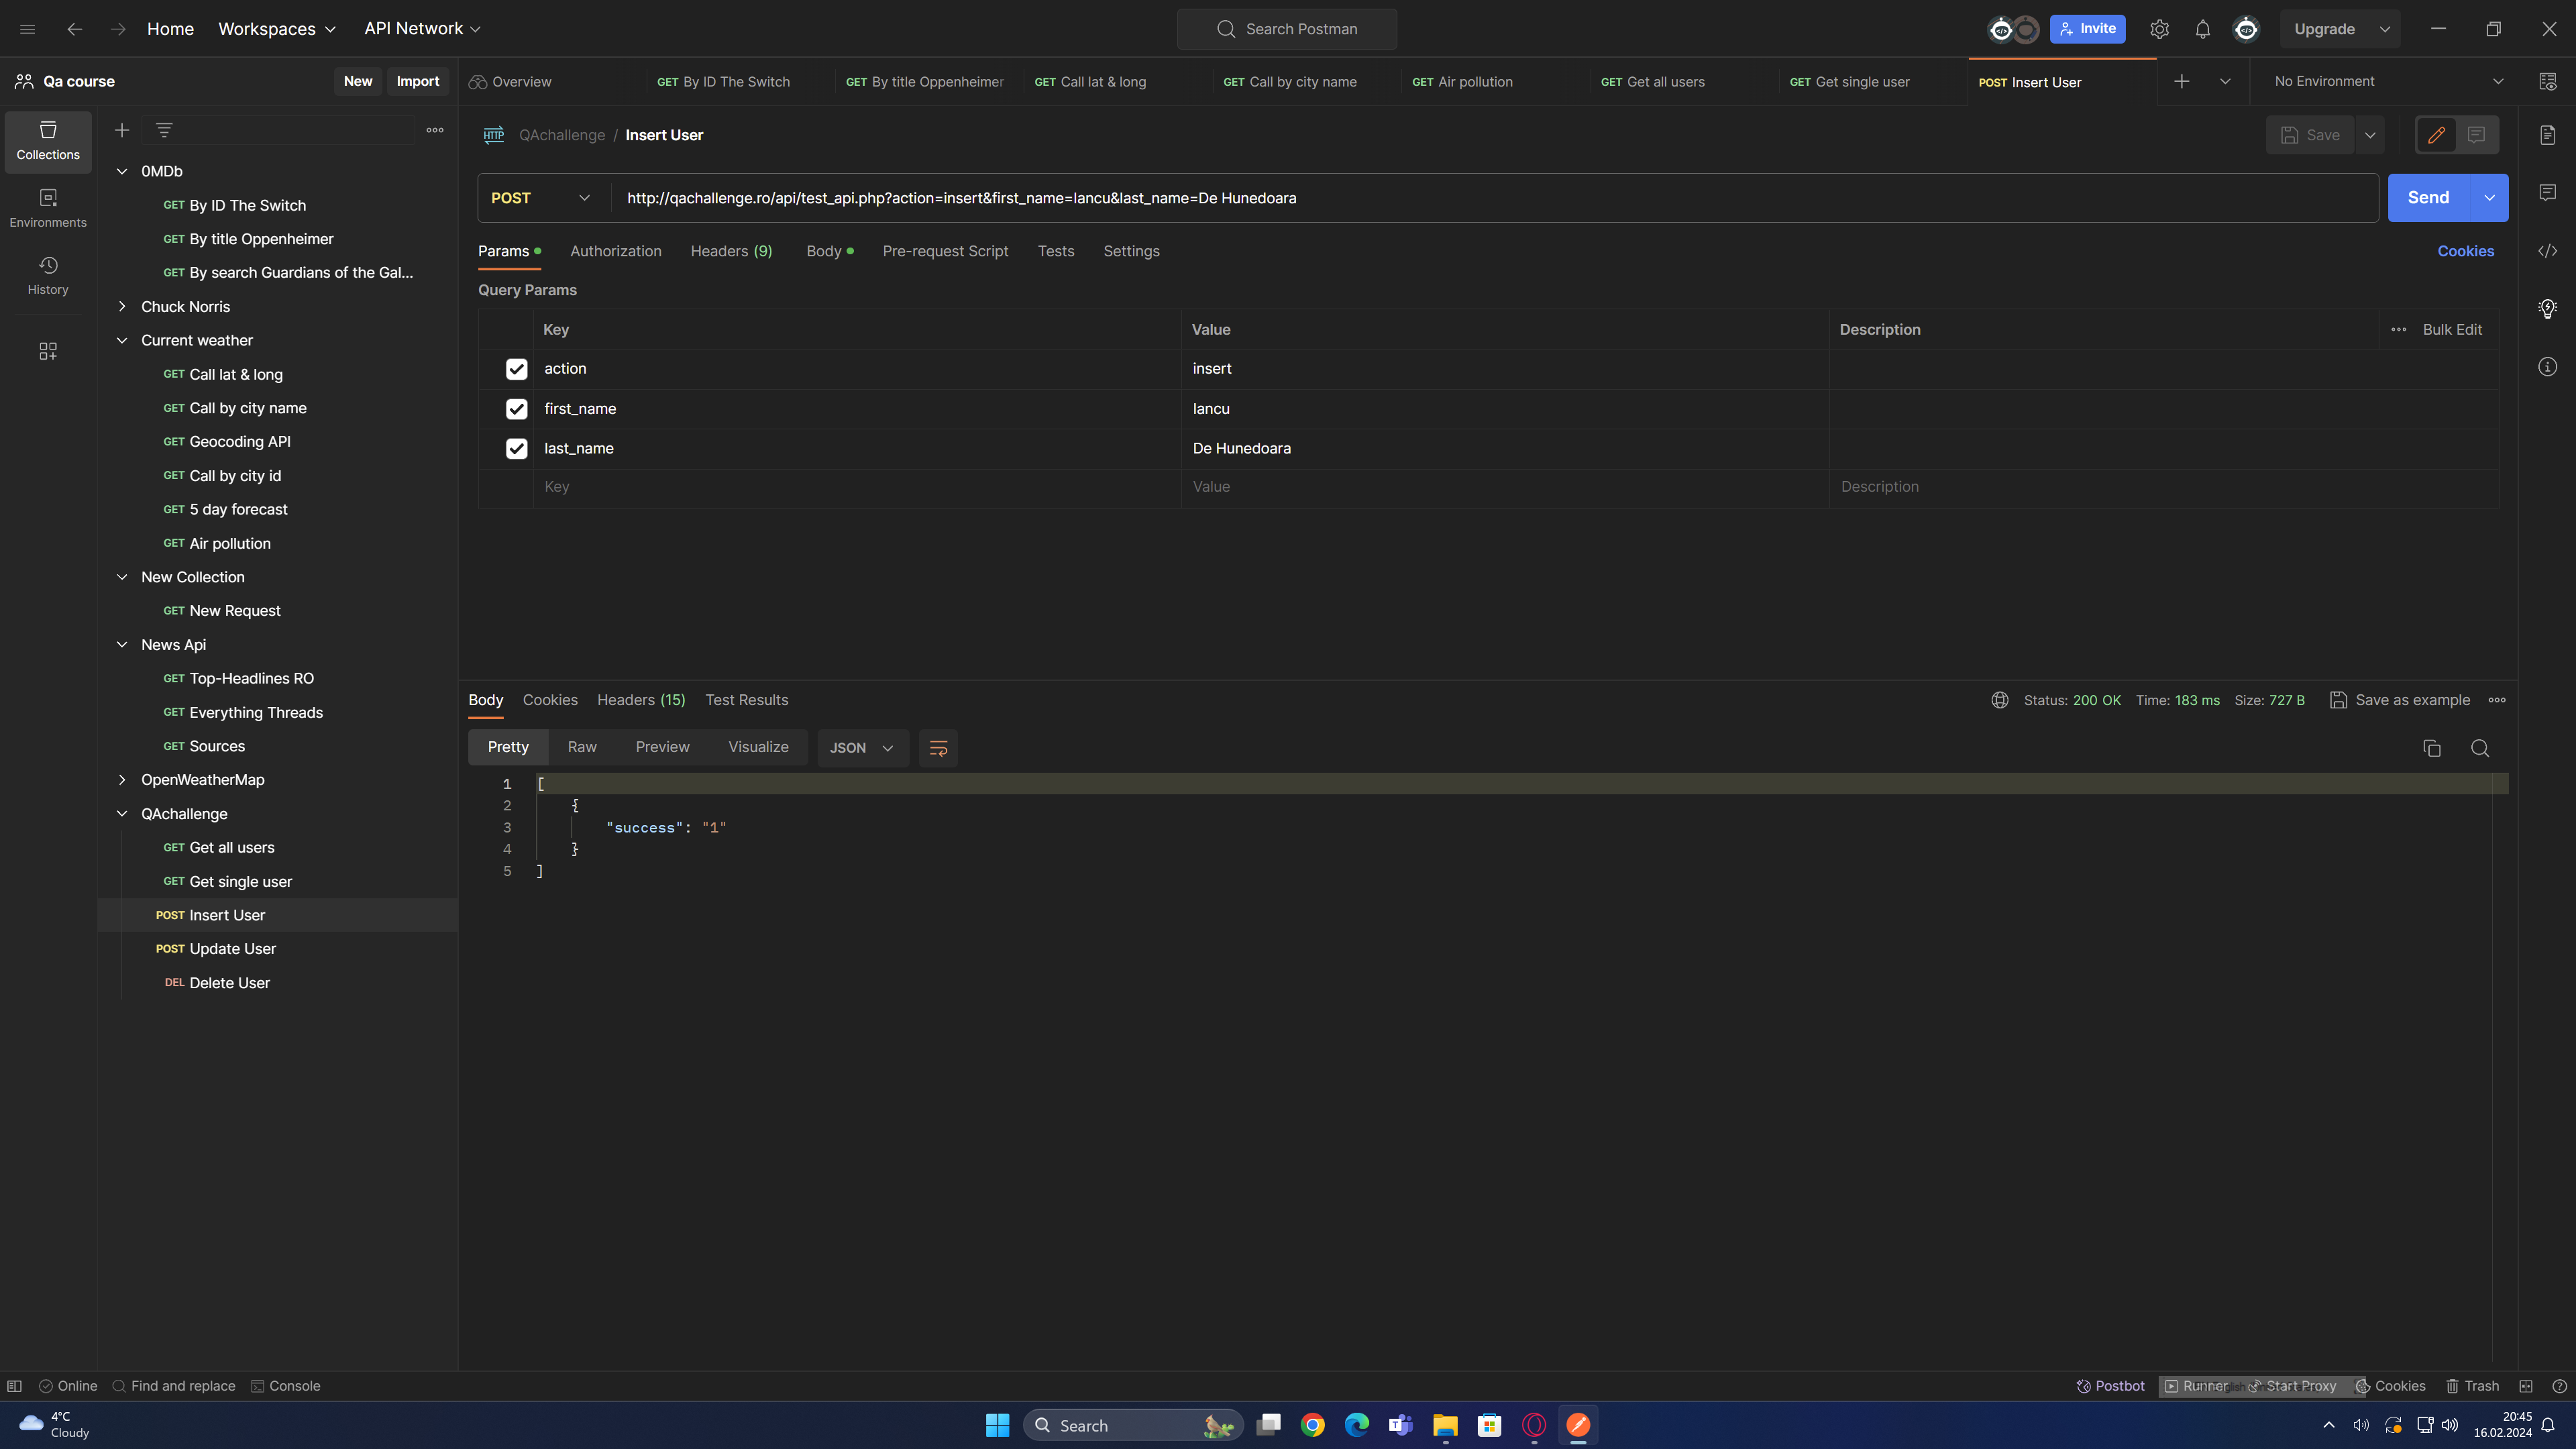 Home Workspaces API Network Search Postman Invite Upgrade
Qa course New Import Overview GET By ID The Switch GET By title Oppenheimer GET Call lat & long GET Call by city name GET Air pollution GET Get all users GET Get single user POST Insert User No Environment
Collections
Environments
History
0MDb
GET By ID The Switch
GET By title Oppenheimer
GET By search Guardians of the Gal...
Chuck Norris
Current weather
GET Call lat & long
GET Call by city name
GET Geocoding API
GET Call by city id
GET 5 day forecast
GET Air pollution
New Collection
GET New Request
News Api
GET Top-Headlines RO
GET Everything Threads
GET Sources
OpenWeatherMap
QAchallenge
GET Get all users
GET Get single user
POST Insert User
POST Update User
DEL Delete User
HTTP QAchallenge / Insert User Save
POST http://qachallenge.ro/api/test_api.php?action=insert&first_name=Iancu&last_name=De Hunedoara Send
Params Authorization Headers (9) Body Pre-request Script Tests Settings Cookies
Query Params
Key Value Description Bulk Edit
action insert
first_name Iancu
last_name De Hunedoara
Key Value Description
Body Cookies Headers (15) Test Results Status: 200 OK Time: 183 ms Size: 727 B Save as example
Pretty Raw Preview Visualize JSON
1 [
2 {
3 "success": "1"
4 }
5 ]
Online Find and replace Console Postbot Runner Start Proxy Cookies Trash
4°C
Cloudy
Search
20:45
16.02.2024